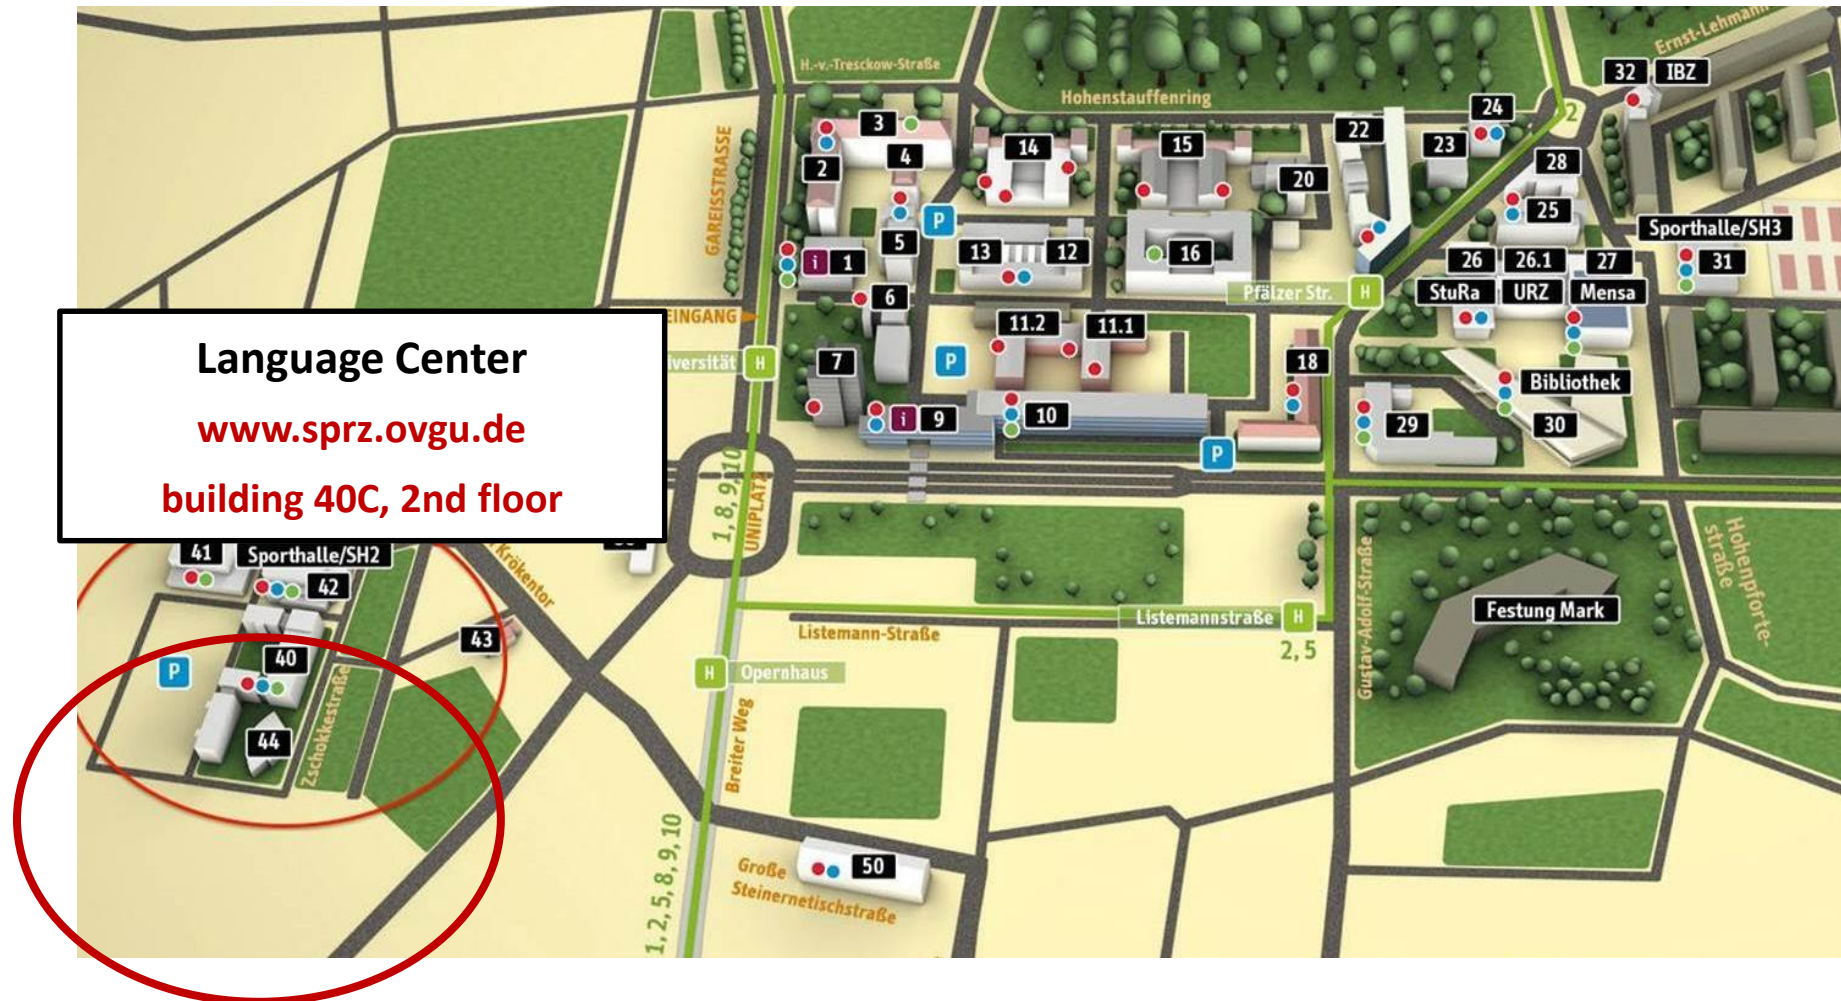 Ernst-Lehmann
H.-v.-Tresckow-Straße
Hohenstauffenring
32 IBZ
2
24
3
22
23
14
15
4
2
28
20
25
GAREISSTRASSE
P
Sporthalle/SH3
5
13
12
16
i 1
26
26.1
27
31
6
Pfälzer Str. H
StuRa
URZ
Mensa
EINGANG
11.2
11.1
Language Center
www.sprz.ovgu.de
building 40C, 2nd floor
iversität H
7
P
18
Bibliothek
i 9
10
29
30
P
1, 8, 9, 10
UNIPLATZ
41
Sporthalle/SH2
42
Krökentor
43
40
P
44
Zschokkestraße
Listemann-Straße
Listemannstraße H
2, 5
H Opernhaus
Gustav-Adolf-Straße
Festung Mark
Hohenpforte-
straße
Breiter Weg
1, 2, 5, 8, 9, 10
50
Große
Steinernetischstraße